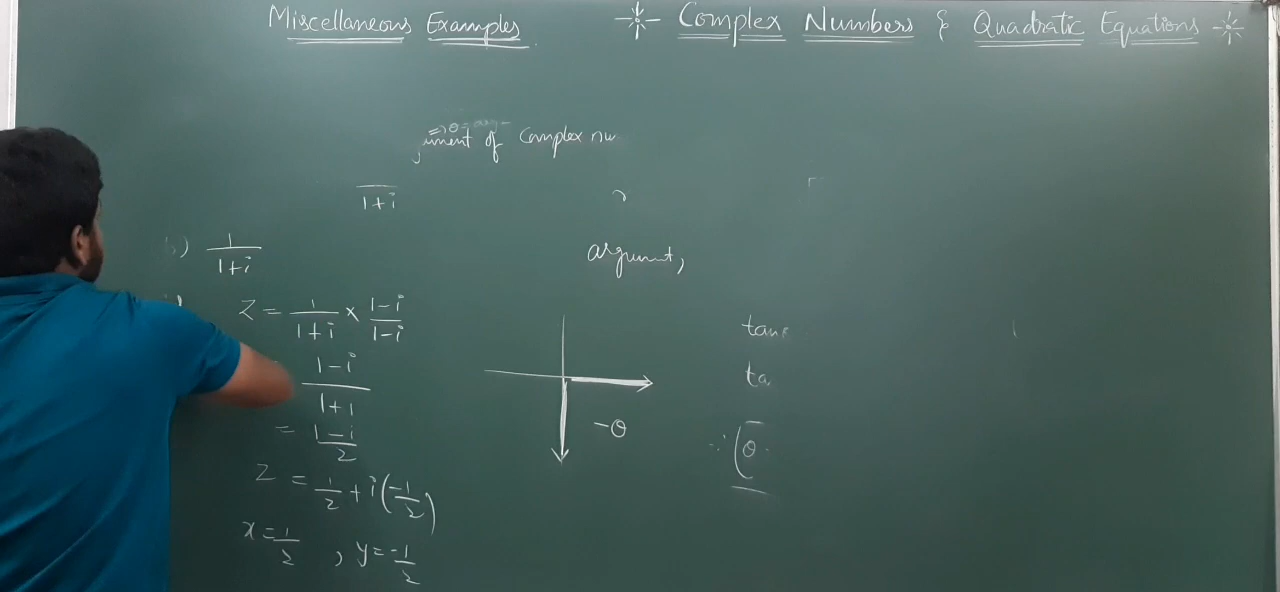 Miscellaneous Examples
Complex Numbers & Quadratic Equations
of Complex nu
1+i
1/(1+i)
argument,
Z = 1/(1+i) × (1-i)/(1-i)
(1-i)/(1+1)
= (1-i)/2
Z = 1/2 + i(-1/2)
x = 1/2 , y = -1/2
-θ
tan
ta
∴ (θ